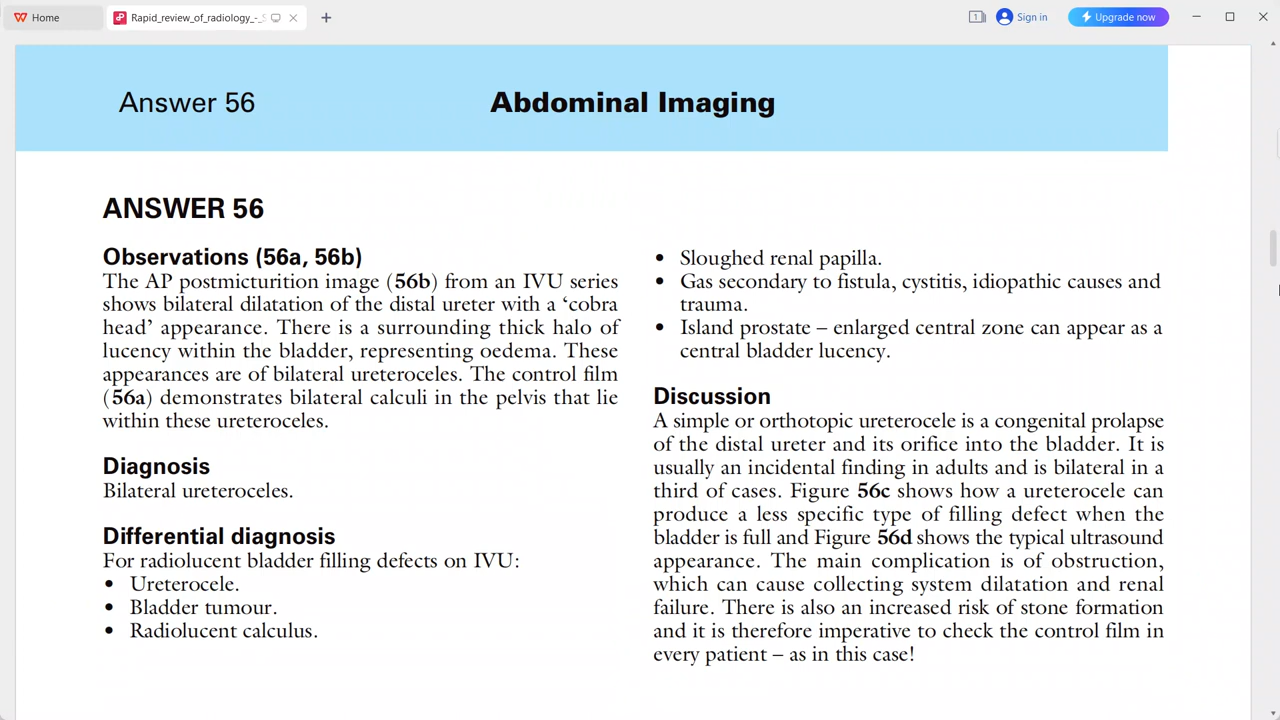 Home
Rapid_review_of_radiology_-_S
1
Sign in
Upgrade now
Answer 56
Abdominal Imaging
ANSWER 56
Observations (56a, 56b)
The AP postmicturition image (56b) from an IVU series
shows bilateral dilatation of the distal ureter with a ‘cobra
head’ appearance. There is a surrounding thick halo of
lucency within the bladder, representing oedema. These
appearances are of bilateral ureteroceles. The control film
(56a) demonstrates bilateral calculi in the pelvis that lie
within these ureteroceles.
Diagnosis
Bilateral ureteroceles.
Differential diagnosis
For radiolucent bladder filling defects on IVU:
• Ureterocele.
• Bladder tumour.
• Radiolucent calculus.
• Sloughed renal papilla.
• Gas secondary to fistula, cystitis, idiopathic causes and
trauma.
• Island prostate – enlarged central zone can appear as a
central bladder lucency.
Discussion
A simple or orthotopic ureterocele is a congenital prolapse
of the distal ureter and its orifice into the bladder. It is
usually an incidental finding in adults and is bilateral in a
third of cases. Figure 56c shows how a ureterocele can
produce a less specific type of filling defect when the
bladder is full and Figure 56d shows the typical ultrasound
appearance. The main complication is of obstruction,
which can cause collecting system dilatation and renal
failure. There is also an increased risk of stone formation
and it is therefore imperative to check the control film in
every patient – as in this case!